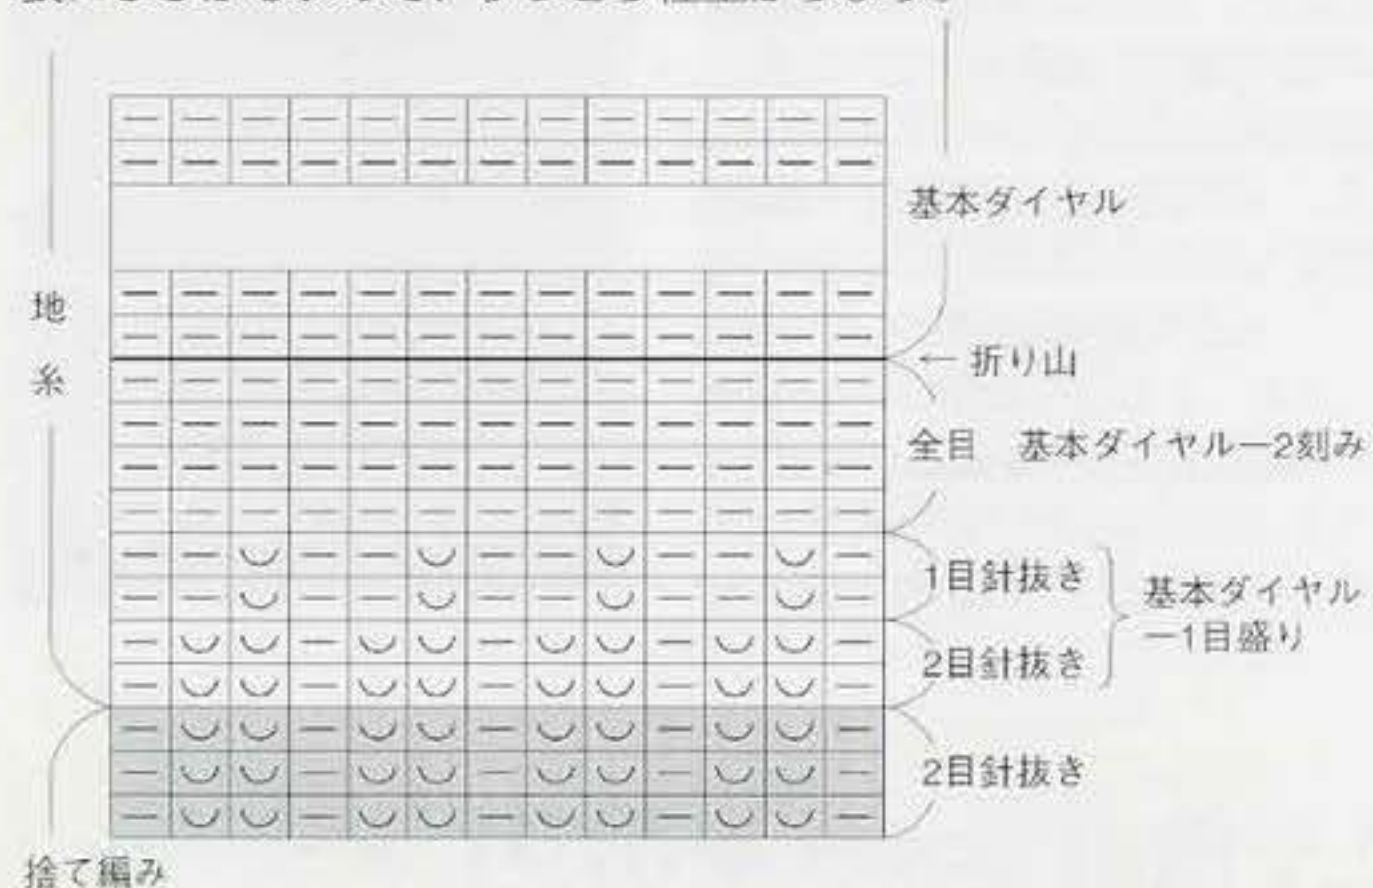 基本ダイヤル
地糸
← 折り山
全目 基本ダイヤルー2刻み
1目針抜き
基本ダイヤル
ー1目盛り
2目針抜き
2目針抜き
捨て編み